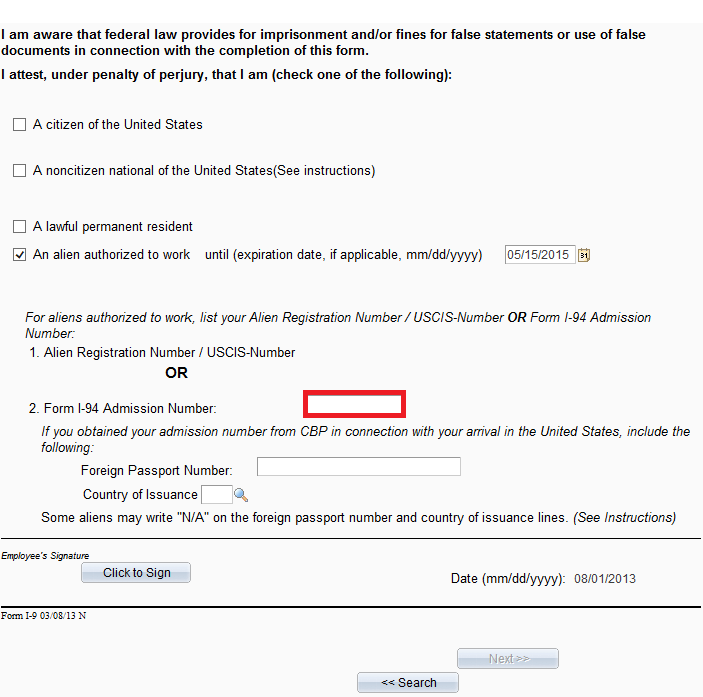 I am aware that federal law provides for imprisonment and/or fines for false statements or use of false
documents in connection with the completion of this form.
I attest, under penalty of perjury, that I am (check one of the following):
A citizen of the United States
A noncitizen national of the United States(See instructions)
A lawful permanent resident
An alien authorized to work until (expiration date, if applicable, mm/dd/yyyy) 05/15/2015 31
For aliens authorized to work, list your Alien Registration Number / USCIS-Number OR Form I-94 Admission
Number:
1. Alien Registration Number / USCIS-Number
OR
2. Form I-94 Admission Number:
If you obtained your admission number from CBP in connection with your arrival in the United States, include the
following:
Foreign Passport Number:
Country of Issuance
Some aliens may write "N/A" on the foreign passport number and country of issuance lines. (See Instructions)
Employee's Signature
Click to Sign
Date (mm/dd/yyyy): 08/01/2013
Form I-9 03/08/13 N
Next >>
<< Search